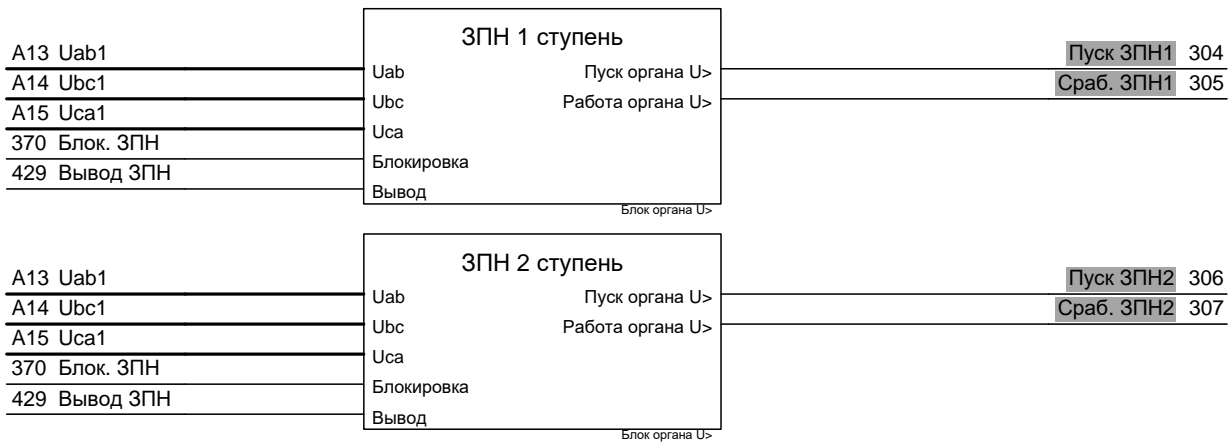 ЗПН 1 ступень
A13 Uab1
Uab
Пуск органа U>
Пуск ЗПН1 304
A14 Ubc1
Ubc
Работа органа U>
Сраб. ЗПН1 305
A15 Uca1
Uca
370 Блок. ЗПН
Блокировка
429 Вывод ЗПН
Вывод
Блок органа U>
ЗПН 2 ступень
A13 Uab1
Uab
Пуск органа U>
Пуск ЗПН2 306
A14 Ubc1
Ubc
Работа органа U>
Сраб. ЗПН2 307
A15 Uca1
Uca
370 Блок. ЗПН
Блокировка
429 Вывод ЗПН
Вывод
Блок органа U>